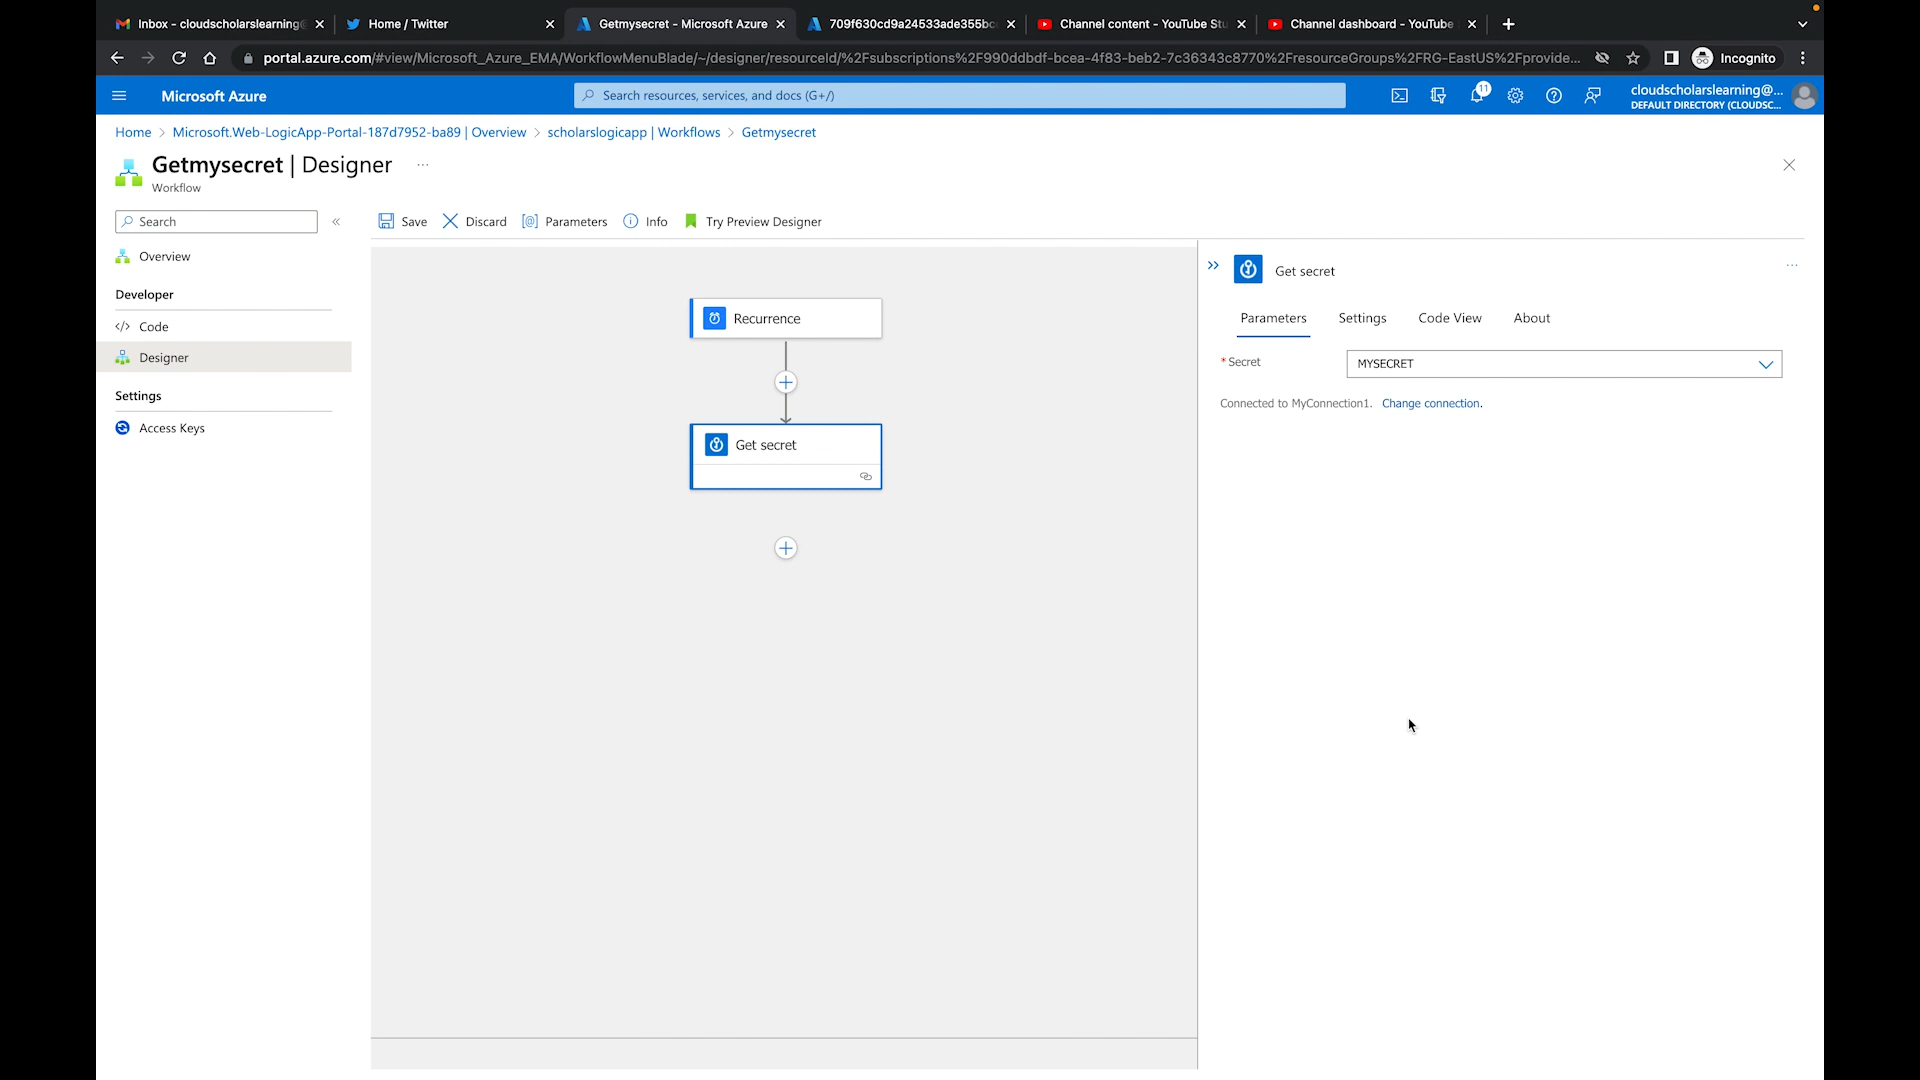 Inbox - cloudscholarslearning@
Home / Twitter
Getmysecret - Microsoft Azure
709f630cd9a24533ade355bc
Channel content - YouTube Stu
Channel dashboard - YouTube
portal.azure.com/#view/Microsoft_Azure_EMA/WorkflowMenuBlade/~/designer/resourceId/%2Fsubscriptions%2F990ddbdf-bcea-4f83-beb2-7c36343c8770%2FresourceGroups%2FRG-EastUS%2Fprovide...
Incognito
Microsoft Azure
Search resources, services, and docs (G+/)
11
cloudscholarslearning@...
DEFAULT DIRECTORY (CLOUDSC...
Home > Microsoft.Web-LogicApp-Portal-187d7952-ba89 | Overview > scholarslogicapp | Workflows > Getmysecret
Getmysecret | Designer ...
Workflow
Search
«
Overview
Developer
Code
Designer
Settings
Access Keys
Save
Discard
Parameters
Info
Try Preview Designer
Recurrence
Get secret
Get secret
...
Parameters
Settings
Code View
About
* Secret
MYSECRET
Connected to MyConnection1. Change connection.